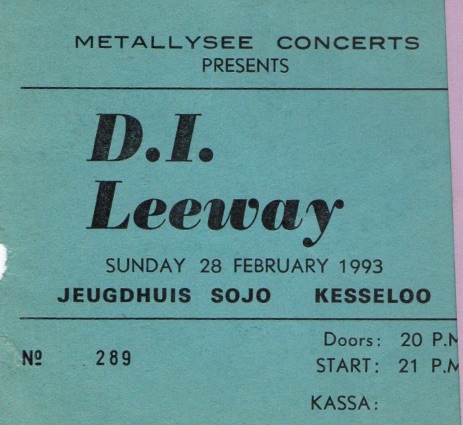 METALLYSEE CONCERTS
PRESENTS
D.I.
Leeway
SUNDAY 28 FEBRUARY 1993
JEUGDHUIS SOJO KESSELOO
Nº 289
Doors: 20 P.M
START: 21 P.M
KASSA: